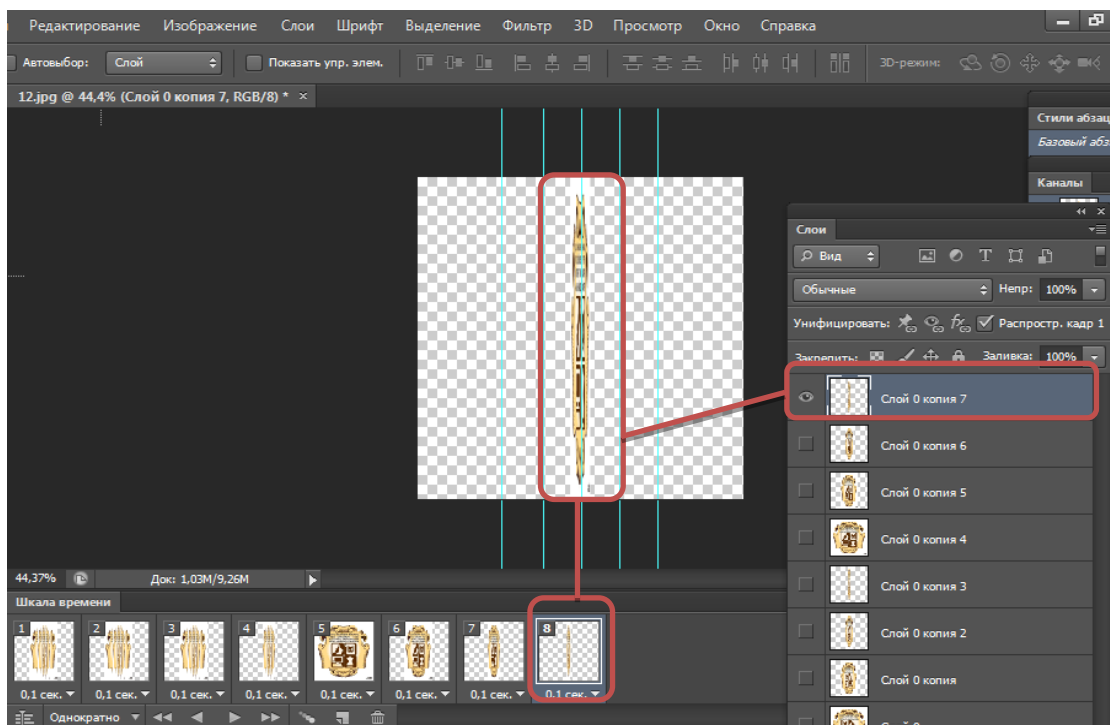 Редактирование Изображение Слои Шрифт Выделение Фильтр 3D Просмотр Окно Справка
Автовыбор: Слой Показать упр. элем. 3D-режим:
12.jpg @ 44,4% (Слой 0 копия 7, RGB/8) * ×
Стили абзац
Базовый абз
Каналы
Слои
Вид T
Обычные Непр: 100%
Унифицировать: Распростр. кадр 1
Закрепить: Заливка: 100%
Слой 0 копия 7
Слой 0 копия 6
Слой 0 копия 5
Слой 0 копия 4
Слой 0 копия 3
Слой 0 копия 2
Слой 0 копия
44,37% Док: 1,03M/9,26M
Шкала времени
1 2 3 4 5 6 7 8
0,1 сек. 0,1 сек. 0,1 сек. 0,1 сек. 0,1 сек. 0,1 сек. 0,1 сек. 0,1 сек.
Однократно